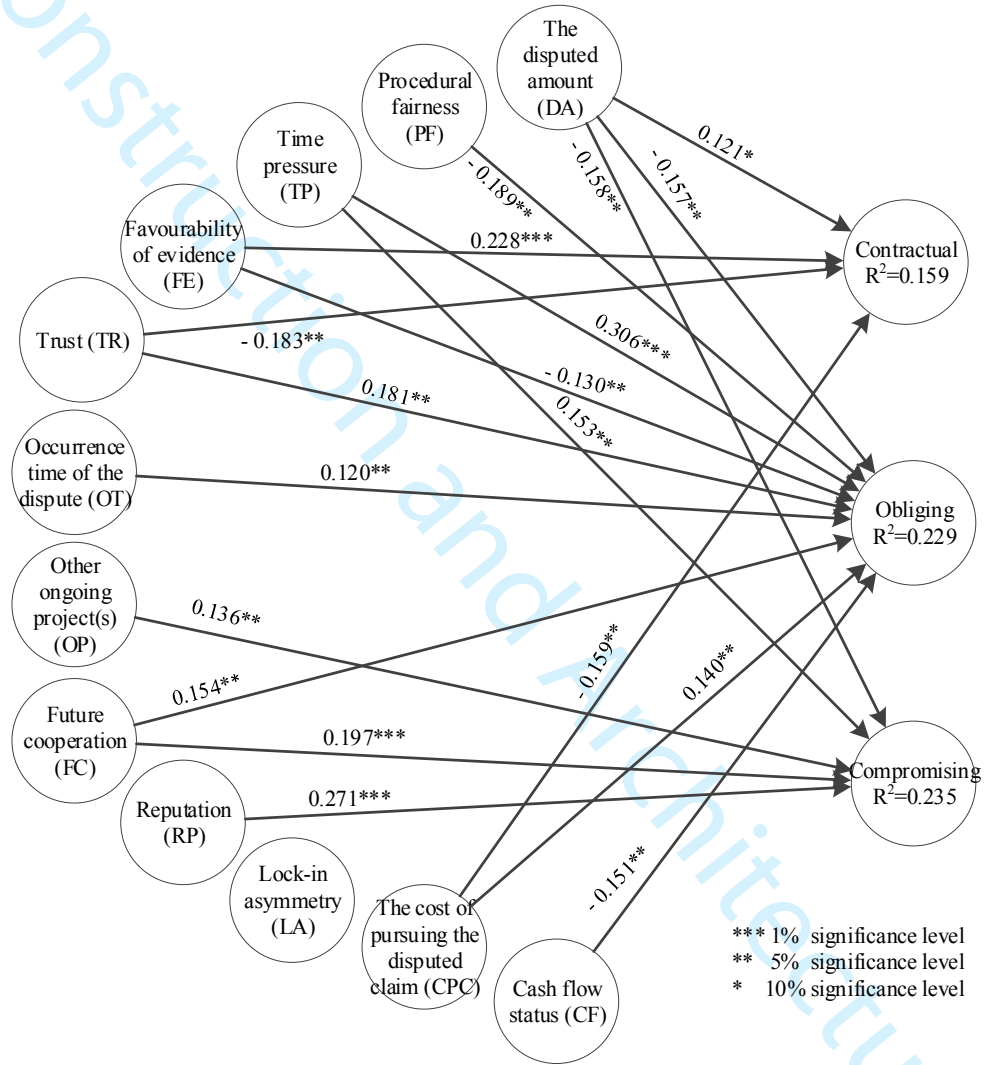 The
disputed
amount
(DA)
Procedural
fairness
(PF)
Time
pressure
(TP)
Favourability
of evidence
(FE)
Trust (TR)
Occurrence
time of the
dispute (OT)
Other
ongoing
project(s)
(OP)
Future
cooperation
(FC)
Reputation
(RP)
Lock-in
asymmetry
(LA)
The cost of
pursuing the
disputed
claim (CPC)
Cash flow
status (CF)
0.121*
- 0.157**
- 0.158**
- 0.189**
0.228***
0.306***
- 0.183**
- 0.130**
0.181**
0.153**
0.120**
0.136**
- 0.159**
0.140**
0.154**
0.197***
0.271***
- 0.151**
Contractual
R²=0.159
Obliging
R²=0.229
Compromising
R²=0.235
*** 1% significance level
** 5% significance level
* 10% significance level
onstruction and Architectu